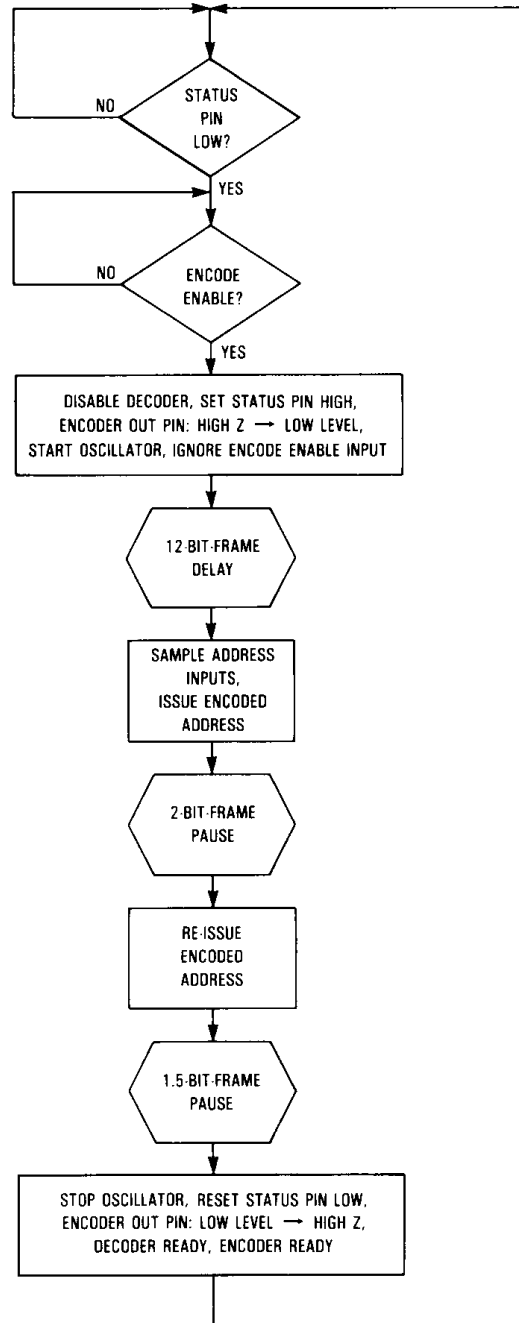 STATUS
PIN
LOW?
NO
YES
ENCODE
ENABLE?
NO
YES
DISABLE DECODER, SET STATUS PIN HIGH,
ENCODER OUT PIN: HIGH Z → LOW LEVEL,
START OSCILLATOR, IGNORE ENCODE ENABLE INPUT
12-BIT-FRAME
DELAY
SAMPLE ADDRESS
INPUTS,
ISSUE ENCODED
ADDRESS
2-BIT-FRAME
PAUSE
RE-ISSUE
ENCODED
ADDRESS
1.5-BIT-FRAME
PAUSE
STOP OSCILLATOR, RESET STATUS PIN LOW,
ENCODER OUT PIN: LOW LEVEL → HIGH Z,
DECODER READY, ENCODER READY